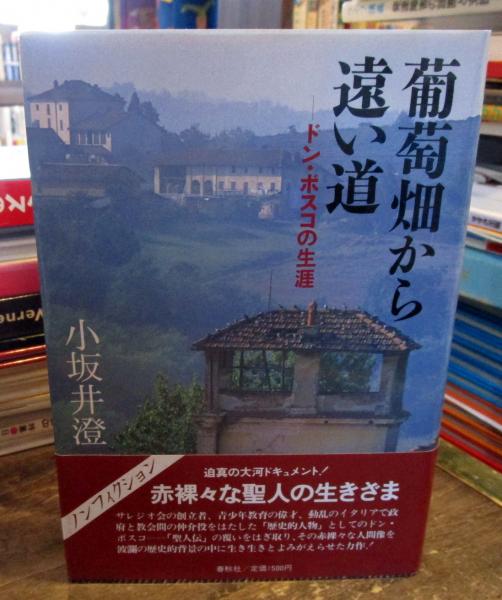 葡萄畑から
遠い道
―ドン・ボスコの生涯
小坂井澄
ノンフィクション
迫真の大河ドキュメント!
赤裸々な聖人の生きざま
サレジオ会の創立者、青少年教育の偉才、動乱のイタリアで政
府と教会間の仲介役をはたした「歴史的人物」としてのドン・
ボスコ――「聖人伝」の覆いをはぎ取り、その赤裸々な人間像を
波瀾の歴史的背景の中に生き生きとよみがえらせた力作!
春秋社/定価1500円
Verne